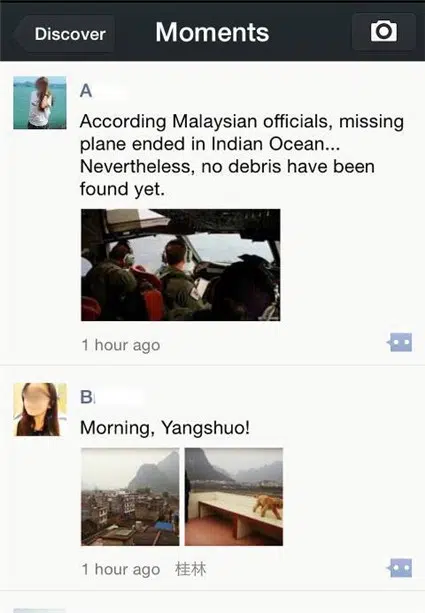 Discover
Moments
A
According Malaysian officials, missing
plane ended in Indian Ocean...
Nevertheless, no debris have been
found yet.
1 hour ago
B
Morning, Yangshuo!
1 hour ago 桂林